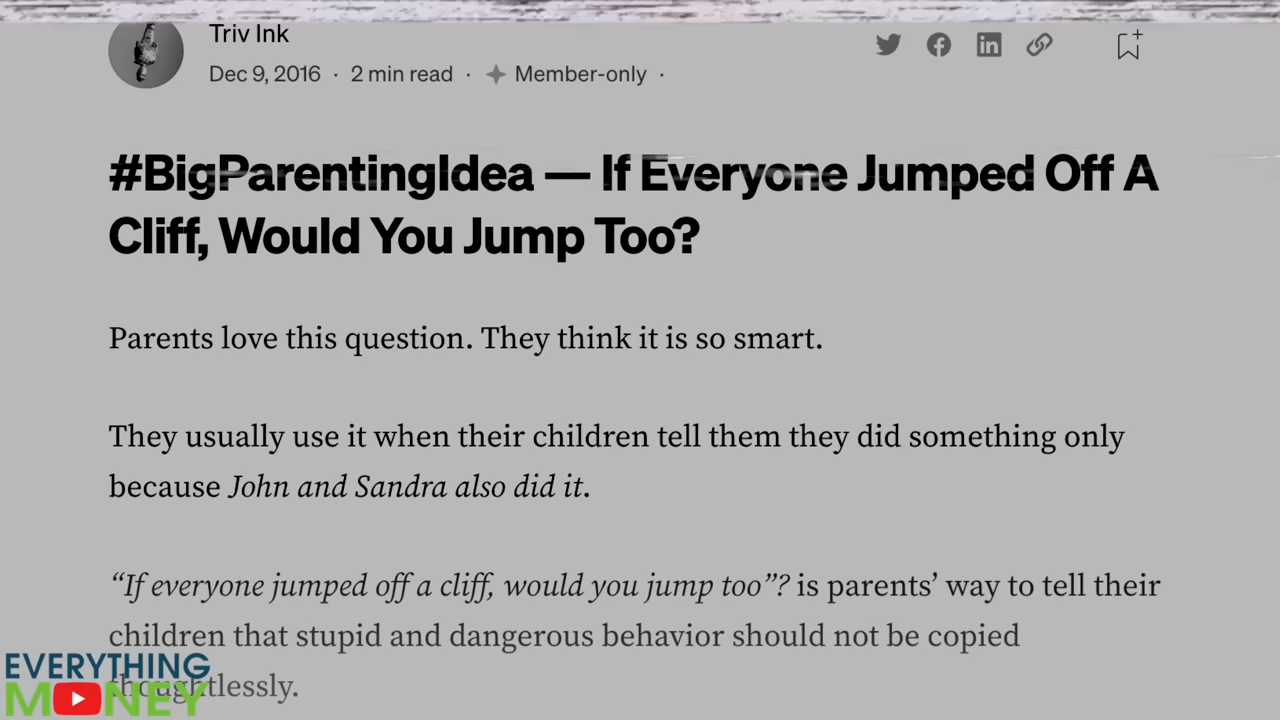 Triv Ink
Dec 9, 2016 · 2 min read · Member-only ·
#BigParentingIdea — If Everyone Jumped Off A
Cliff, Would You Jump Too?
Parents love this question. They think it is so smart.
They usually use it when their children tell them they did something only
because John and Sandra also did it.
“If everyone jumped off a cliff, would you jump too”? is parents’ way to tell their
children that stupid and dangerous behavior should not be copied
thoughtlessly.
EVERYTHING
MONEY